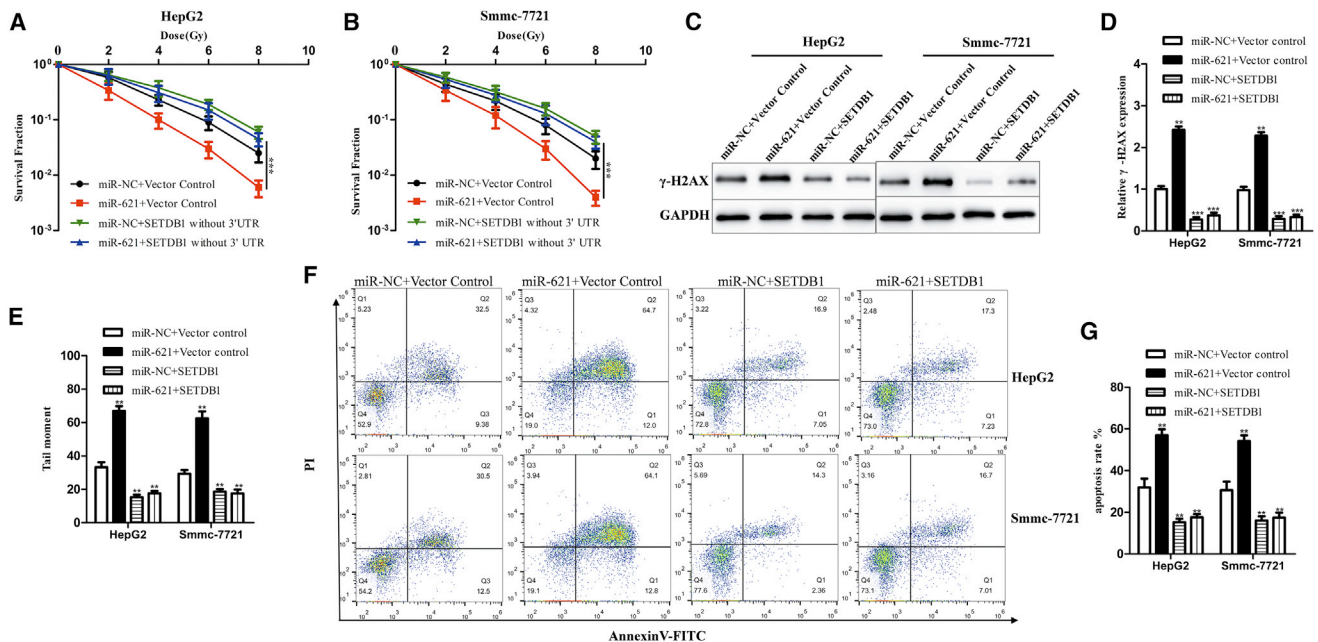 A
HepG2
Dose(Gy)
0 2 4 6 8 10
10⁰
10⁻¹
10⁻²
10⁻³
Survival Fraction
***
miR-NC+Vector Control
miR-621+Vector Control
miR-NC+SETDB1 without 3'UTR
miR-621+SETDB1 without 3' UTR
B
Smmc-7721
Dose(Gy)
0 2 4 6 8 10
10⁰
10⁻¹
10⁻²
10⁻³
Survival Fraction
***
miR-NC+Vector Control
miR-621+Vector Control
miR-NC+SETDB1 without 3' UTR
miR-621+SETDB1 without 3' UTR
C
HepG2
Smmc-7721
miR-NC+Vector Control
miR-621+Vector Control
miR-NC+SETDB1
miR-621+SETDB1
miR-NC+Vector Control
miR-621+Vector Control
miR-NC+SETDB1
miR-621+SETDB1
γ-H2AX
GAPDH
D
miR-NC+Vector control
miR-621+Vector control
miR-NC+SETDB1
miR-621+SETDB1
Relative γ -H2AX expression
4
3
2
1
0
** *** *** ** *** ***
HepG2 Smmc-7721
E
miR-NC+Vector control
miR-621+Vector control
miR-NC+SETDB1
miR-621+SETDB1
Tail moment
100
80
60
40
20
0
** ** ** ** ** **
HepG2 Smmc-7721
F
miR-NC+Vector Control
miR-621+Vector Control
miR-NC+SETDB1
miR-621+SETDB1
Q1 5.23
Q2 32.5
Q4 52.9
Q3 9.38
Q3 4.32
Q2 64.7
Q4 19.0
Q1 12.0
Q3 3.22
Q2 16.9
Q4 72.8
Q1 7.05
Q3 2.48
Q2 17.3
Q4 73.0
Q1 7.23
HepG2
Q1 2.81
Q2 30.5
Q4 54.2
Q3 12.5
Q3 3.94
Q2 64.1
Q4 19.1
Q1 12.8
Q3 5.69
Q2 14.3
Q4 77.6
Q1 2.36
Q3 3.16
Q2 16.7
Q4 73.1
Q1 7.01
Smmc-7721
PI
AnnexinV-FITC
G
miR-NC+Vector control
miR-621+Vector control
miR-NC+SETDB1
miR-621+SETDB1
apoptosis rate %
80
60
40
20
0
** ** ** ** ** **
HepG2 Smmc-7721